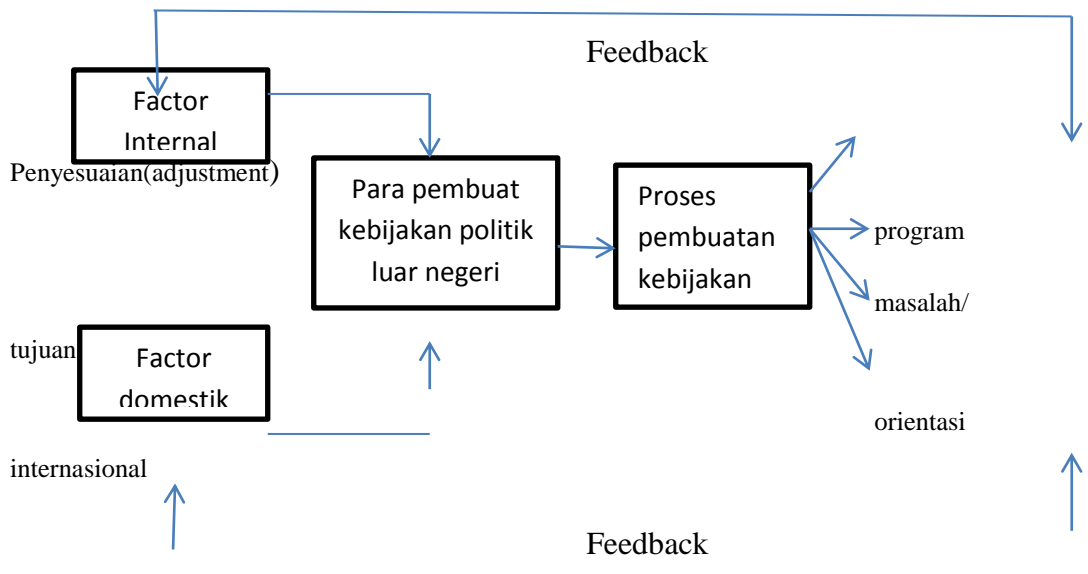 Feedback
Factor
Internal
Penyesuaian(adjustment)
Para pembuat
kebijakan politik
luar negeri
Proses
pembuatan
kebijakan
program
masalah/
tujuan
Factor
domestik
orientasi
internasional
Feedback